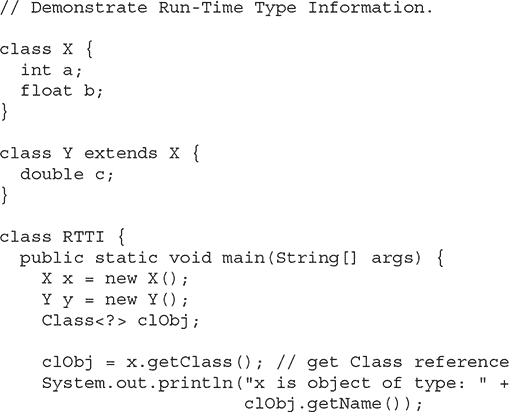 // Demonstrate Run-Time Type Information.

class X {
  int a;
  float b;
}

class Y extends X {
  double c;
}

class RTTI {
  public static void main(String[] args) {
    X x = new X();
    Y y = new Y();
    Class<?> clObj;

    clObj = x.getClass(); // get Class reference
    System.out.println("x is object of type: " +
                        clObj.getName());